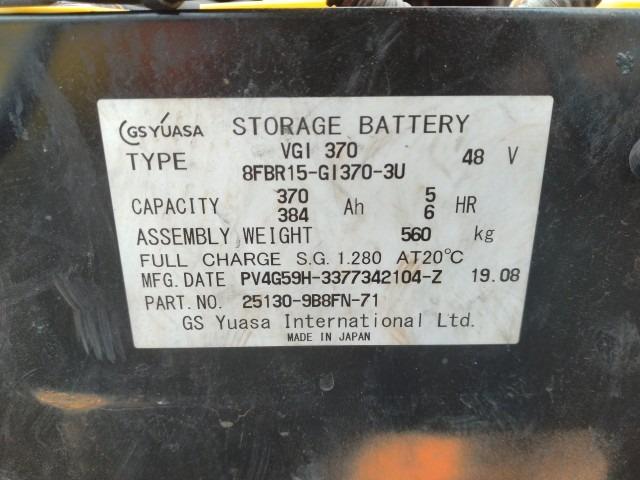 GS YUASA STORAGE BATTERY
TYPE VGI 370 48 V
8FBR15-GI370-3U
CAPACITY 370 Ah 5 HR
384 6
ASSEMBLY WEIGHT 560 kg
FULL CHARGE S.G. 1.280 AT20°C
MFG.DATE PV4G59H-3377342104-Z 19.08
PART.NO. 25130-9B8FN-71
GS Yuasa International Ltd.
MADE IN JAPAN